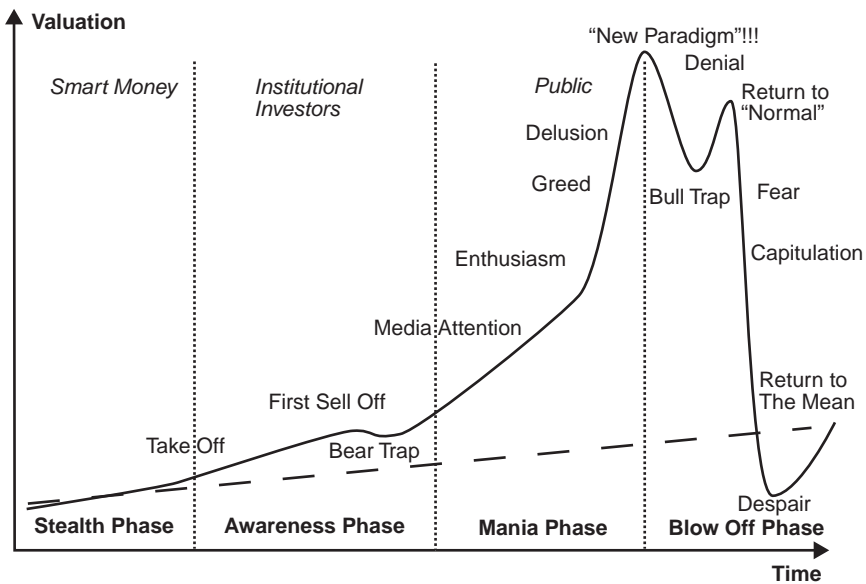 Valuation
“New Paradigm”!!!
Denial
Smart Money
Institutional
Investors
Public
Return to
“Normal”
Delusion
Greed
Bull Trap
Fear
Enthusiasm
Capitulation
Media Attention
First Sell Off
Return to
The Mean
Take Off
Bear Trap
Despair
Stealth Phase
Awareness Phase
Mania Phase
Blow Off Phase
Time